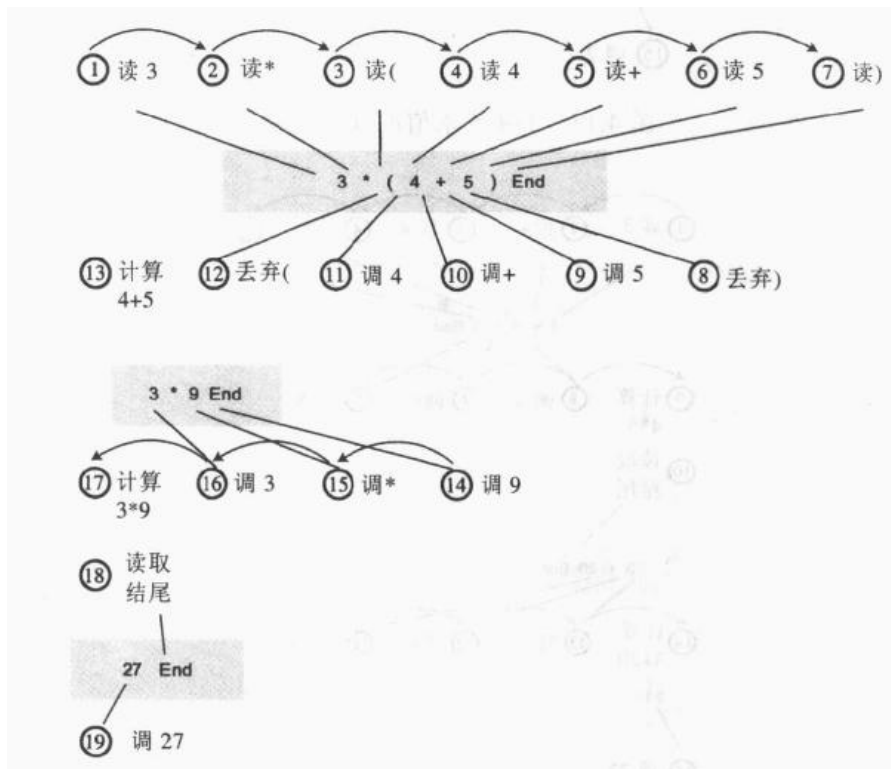 ① 读 3 ② 读* ③ 读( ④ 读 4 ⑤ 读+ ⑥ 读 5 ⑦ 读)
3 * ( 4 + 5 ) End
⑬ 计算 ⑫ 丢弃( ⑪ 调 4 ⑩ 调+ ⑨ 调 5 ⑧ 丢弃)
4+5
3 * 9 End
⑰ 计算 ⑯ 调 3 ⑮ 调* ⑭ 调 9
3*9
⑱ 读取
结尾
27 End
⑲ 调 27